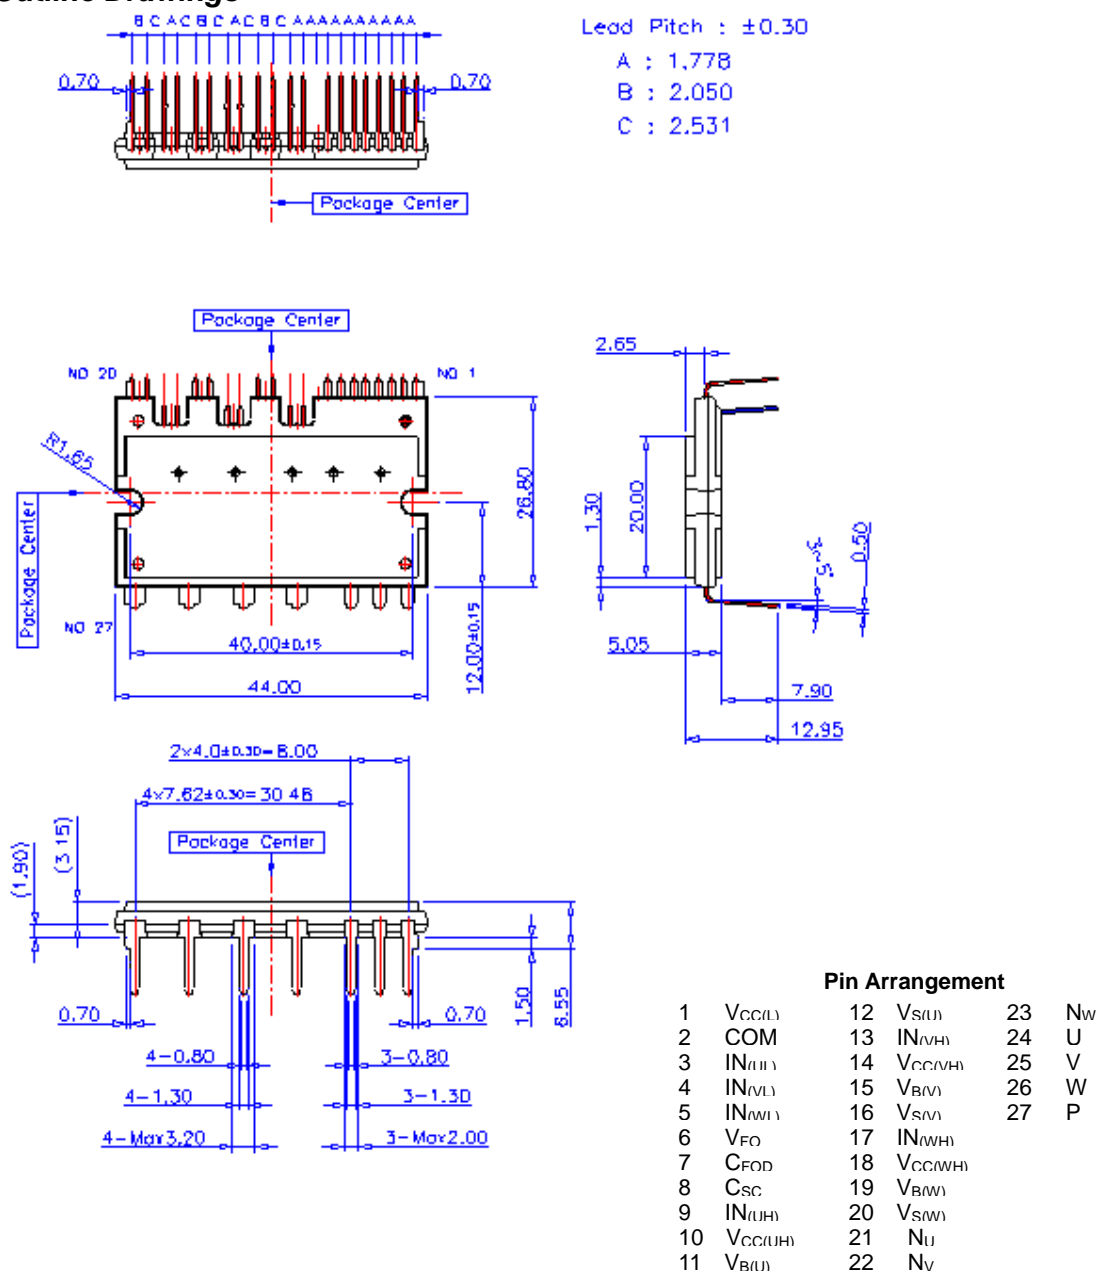 Outline Drawings
B C A C B C A C B C A A A A A A A A A A
Lead Pitch : ±0.30
A : 1.778
B : 2.050
C : 2.531
0.70
0.70
Package Center
Package Center
NO 20
NO 1
R1.65
Package Center
26.80
NO 27
40.00±0.15
44.00
12.00±0.15
2.65
1.30
20.00
0.50
5.05
7.90
12.95
2x4.0±0.30=8.00
4x7.62±0.30=30.48
Package Center
(1.90)
(3.15)
0.70
0.70
1.50
6.55
4-0.80
3-0.80
4-1.30
3-1.30
4-Max3.20
3-Max2.00
Pin Arrangement
1 VCC(L) 12 VS(U) 23 NW
2 COM 13 IN(VH) 24 U
3 IN(UL) 14 VCC(VH) 25 V
4 IN(VL) 15 VB(V) 26 W
5 IN(WL) 16 VS(V) 27 P
6 VFO 17 IN(WH)
7 CFOD 18 VCC(WH)
8 CSC 19 VB(W)
9 IN(UH) 20 VS(W)
10 VCC(UH) 21 NU
11 VB(U) 22 NV